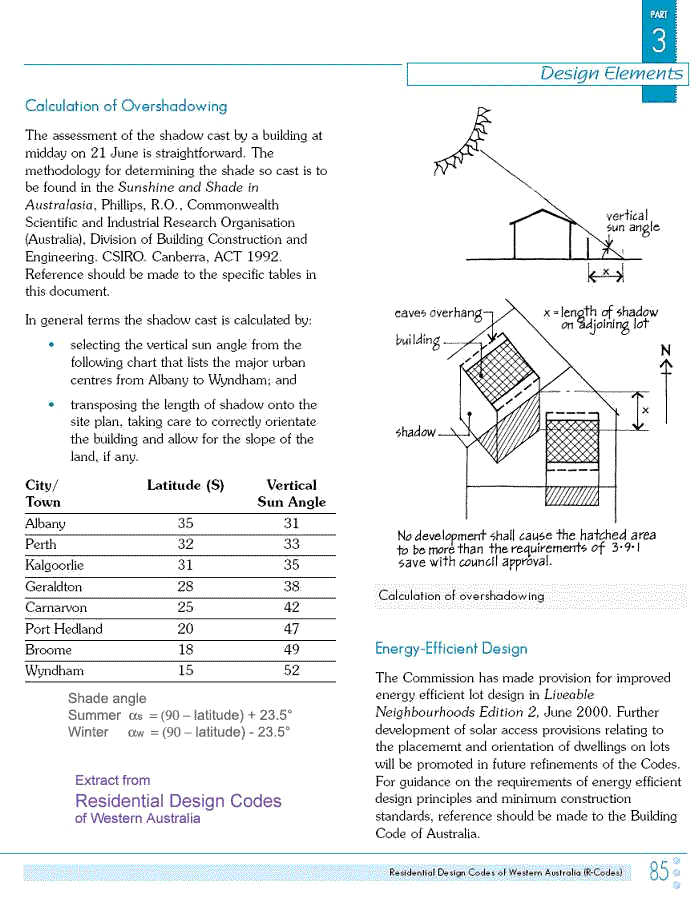 PART
3
Design Elements
Calculation of Overshadowing
The assessment of the shadow cast by a building at
midday on 21 June is straightforward. The
methodology for determining the shade so cast is to
be found in the Sunshine and Shade in
Australasia, Phillips, R.O., Commonwealth
Scientific and Industrial Research Organisation
(Australia), Division of Building Construction and
Engineering. CSIRO. Canberra, ACT 1992.
Reference should be made to the specific tables in
this document.
In general terms the shadow cast is calculated by:
• selecting the vertical sun angle from the
following chart that lists the major urban
centres from Albany to Wyndham; and
• transposing the length of shadow onto the
site plan, taking care to correctly orientate
the building and allow for the slope of the
land, if any.
City/ Latitude (S) Vertical
Town Sun Angle
Albany 35 31
Perth 32 33
Kalgoorlie 31 35
Geraldton 28 38
Carnarvon 25 42
Port Hedland 20 47
Broome 18 49
Wyndham 15 52
Shade angle
Summer αs = (90 – latitude) + 23.5°
Winter αw = (90 – latitude) - 23.5°
Extract from
Residential Design Codes
of Western Australia
vertical
sun angle
x
eaves overhang
x = length of shadow
on adjoining lot
building
N
x
shadow
No development shall cause the hatched area
to be more than the requirements of 3·9·1
save with council approval.
Calculation of overshadowing
Energy-Efficient Design
The Commission has made provision for improved
energy efficient lot design in Liveable
Neighbourhoods Edition 2, June 2000. Further
development of solar access provisions relating to
the placememt and orientation of dwellings on lots
will be promoted in future refinements of the Codes.
For guidance on the requirements of energy efficient
design principles and minimum construction
standards, reference should be made to the Building
Code of Australia.
Residential Design Codes of Western Australia (R-Codes)
85